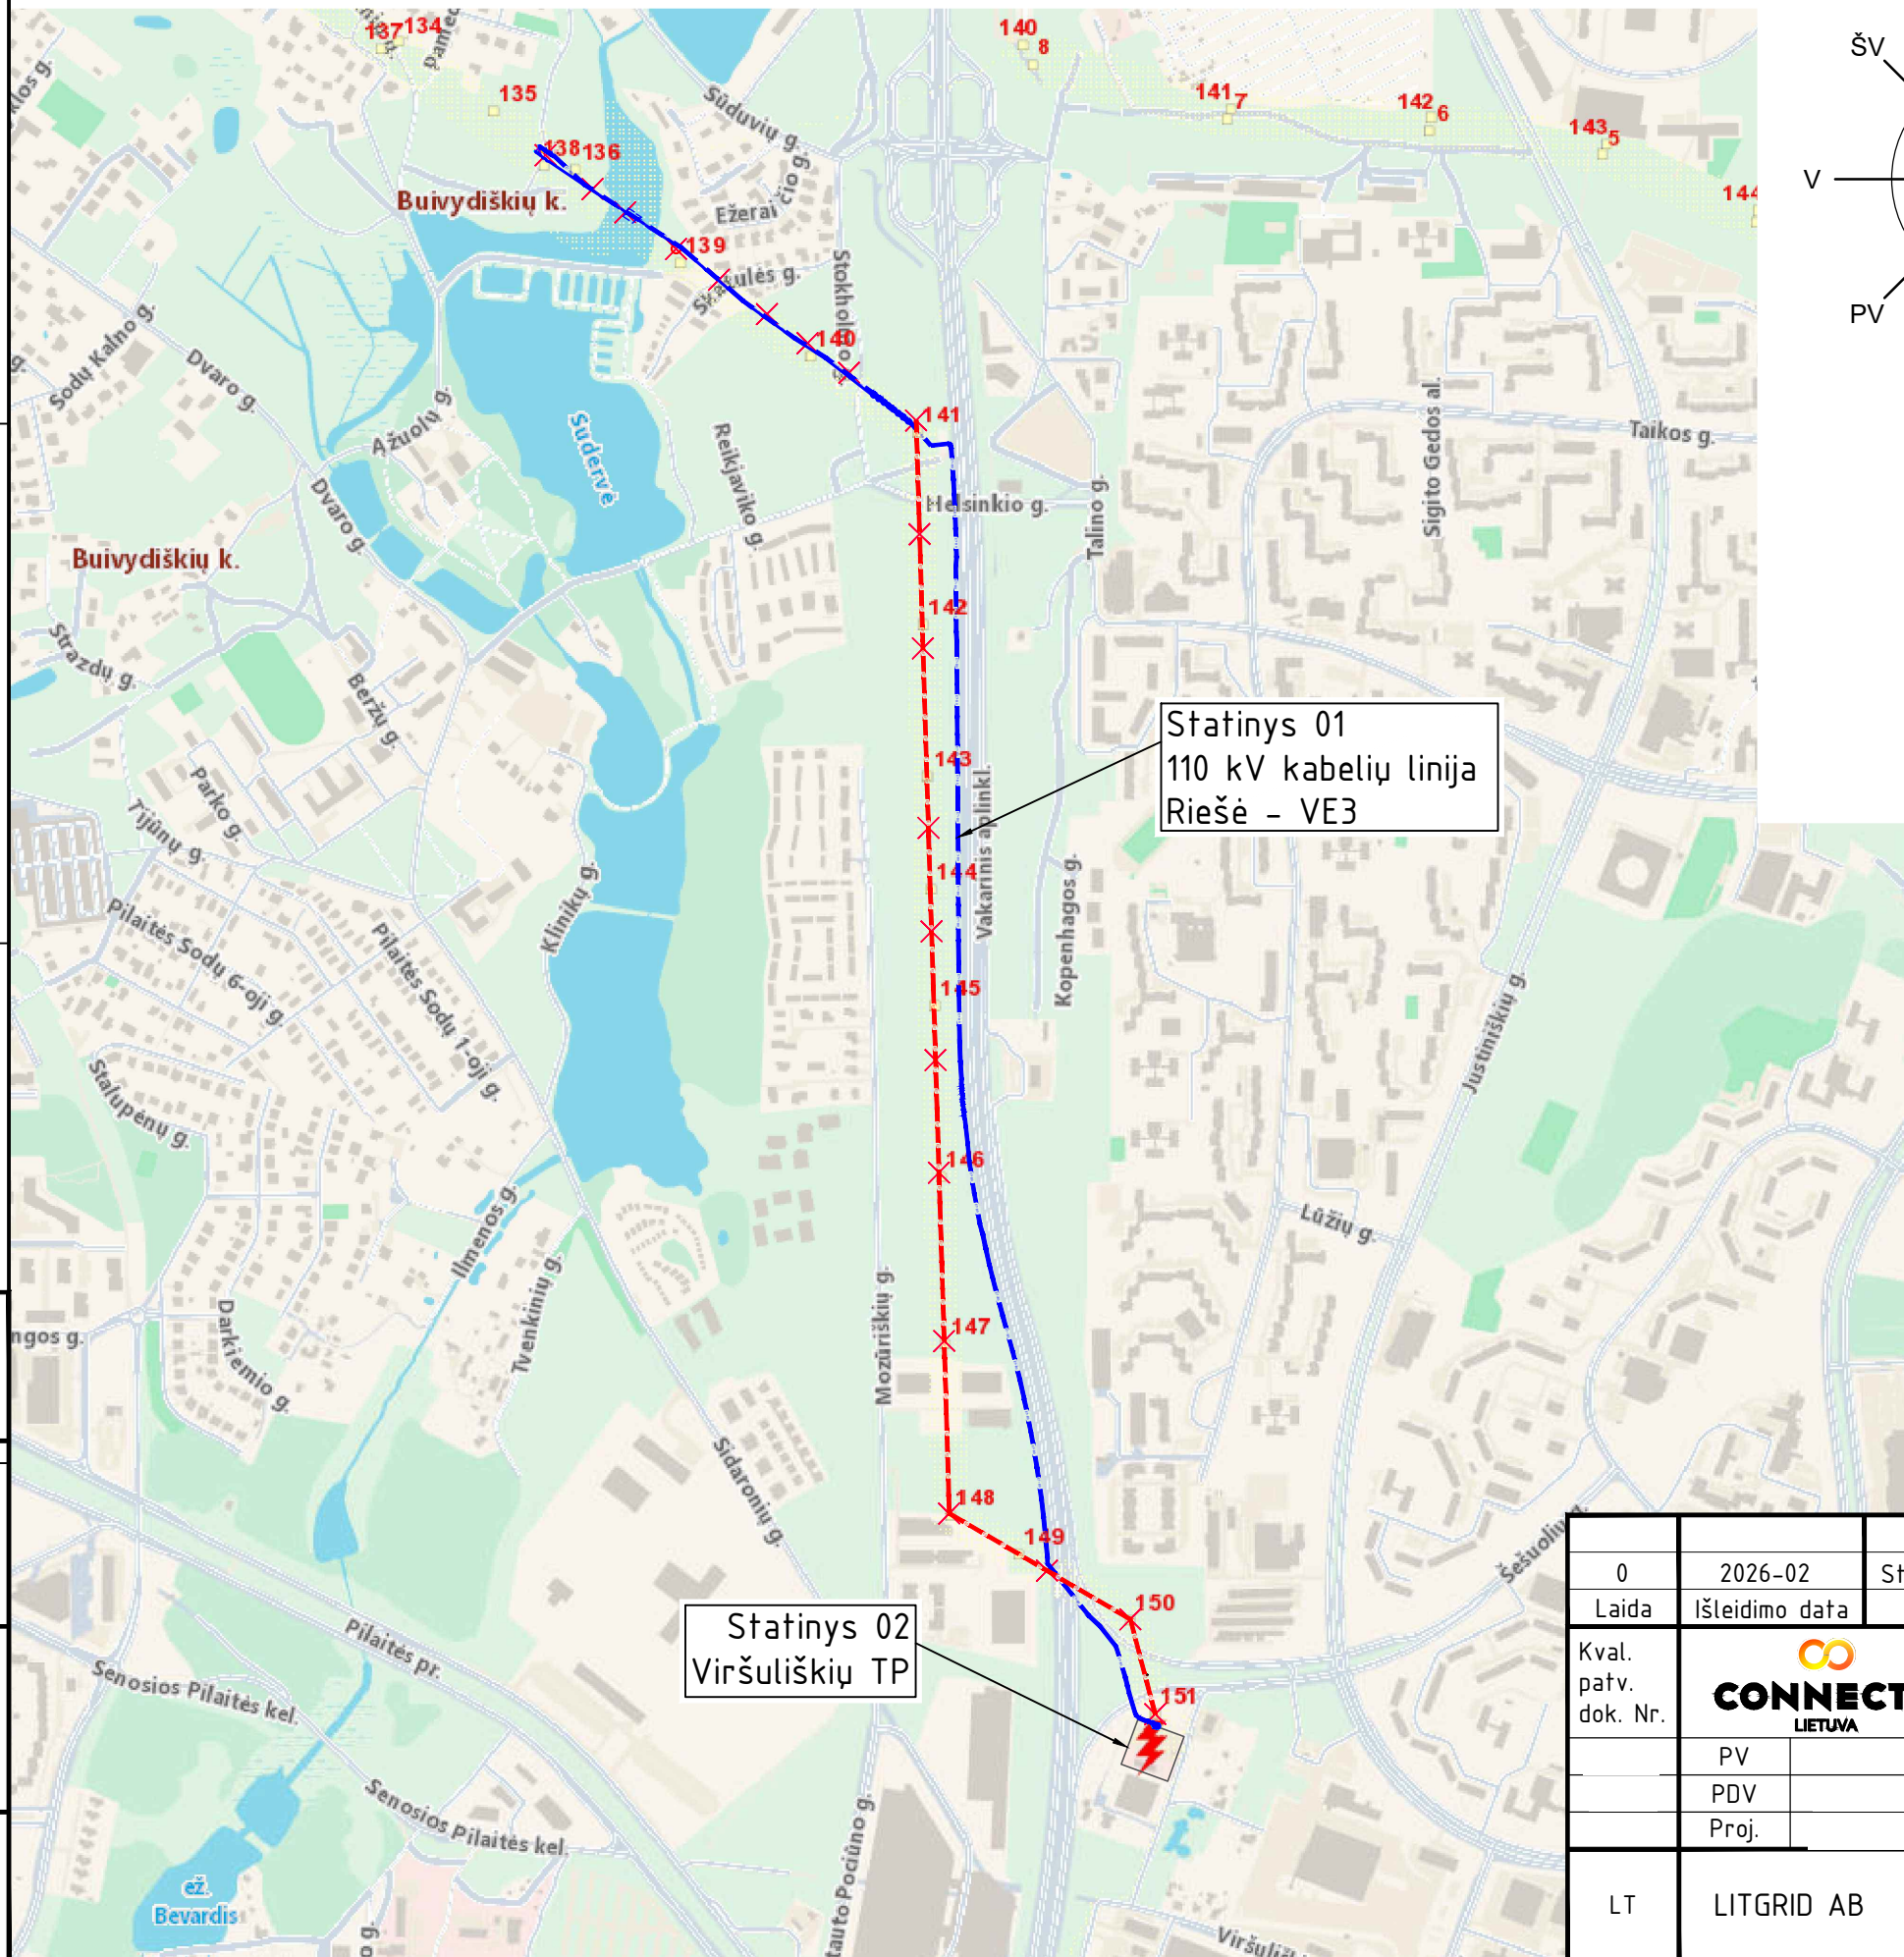 137
134
135
138
136
139
140
141
142
143
144
145
146
147
148
149
150
151
140
8
141
7
142
6
143
5
144
ŠV
V
PV
Sūduvių g.
Buivydiškių k.
Sodų Kalno g.
Dvaro g.
Ažuolų g.
Sudervė
Reikjaviko g.
Helsinkio g.
Talino g.
Sigito Gedos al.
Taikos g.
Dvaro g.
Buivydiškių k.
Strazdų g.
Beržų g.
Parko g.
Tijūnų g.
Statinys 01
110 kV kabelių linija
Riešė - VE3
Vakarinis aplinkl.
Kopenhagos g.
Klinikų g.
Pilaitės Sodų 6-oji g.
Pilaitės Sodų 1-oji g.
Stalupėnų g.
Justiniškių g.
Lūžių g.
Ilmenos g.
Tvenkinių g.
Darkiemio g.
ngos g.
Mozūriškių g.
Sidaronių g.
Pilaitės pr.
Senosios Pilaitės kel.
Senosios Pilaitės kel.
Statinys 02
Viršuliškių TP
ež.
Bevardis
tauto Pociūno g.
0
2026-02
St
Laida
Išleidimo data
Kval.
patv.
dok. Nr.
CONNECT
LIETUVA
PV
PDV
Proj.
LT
LITGRID AB